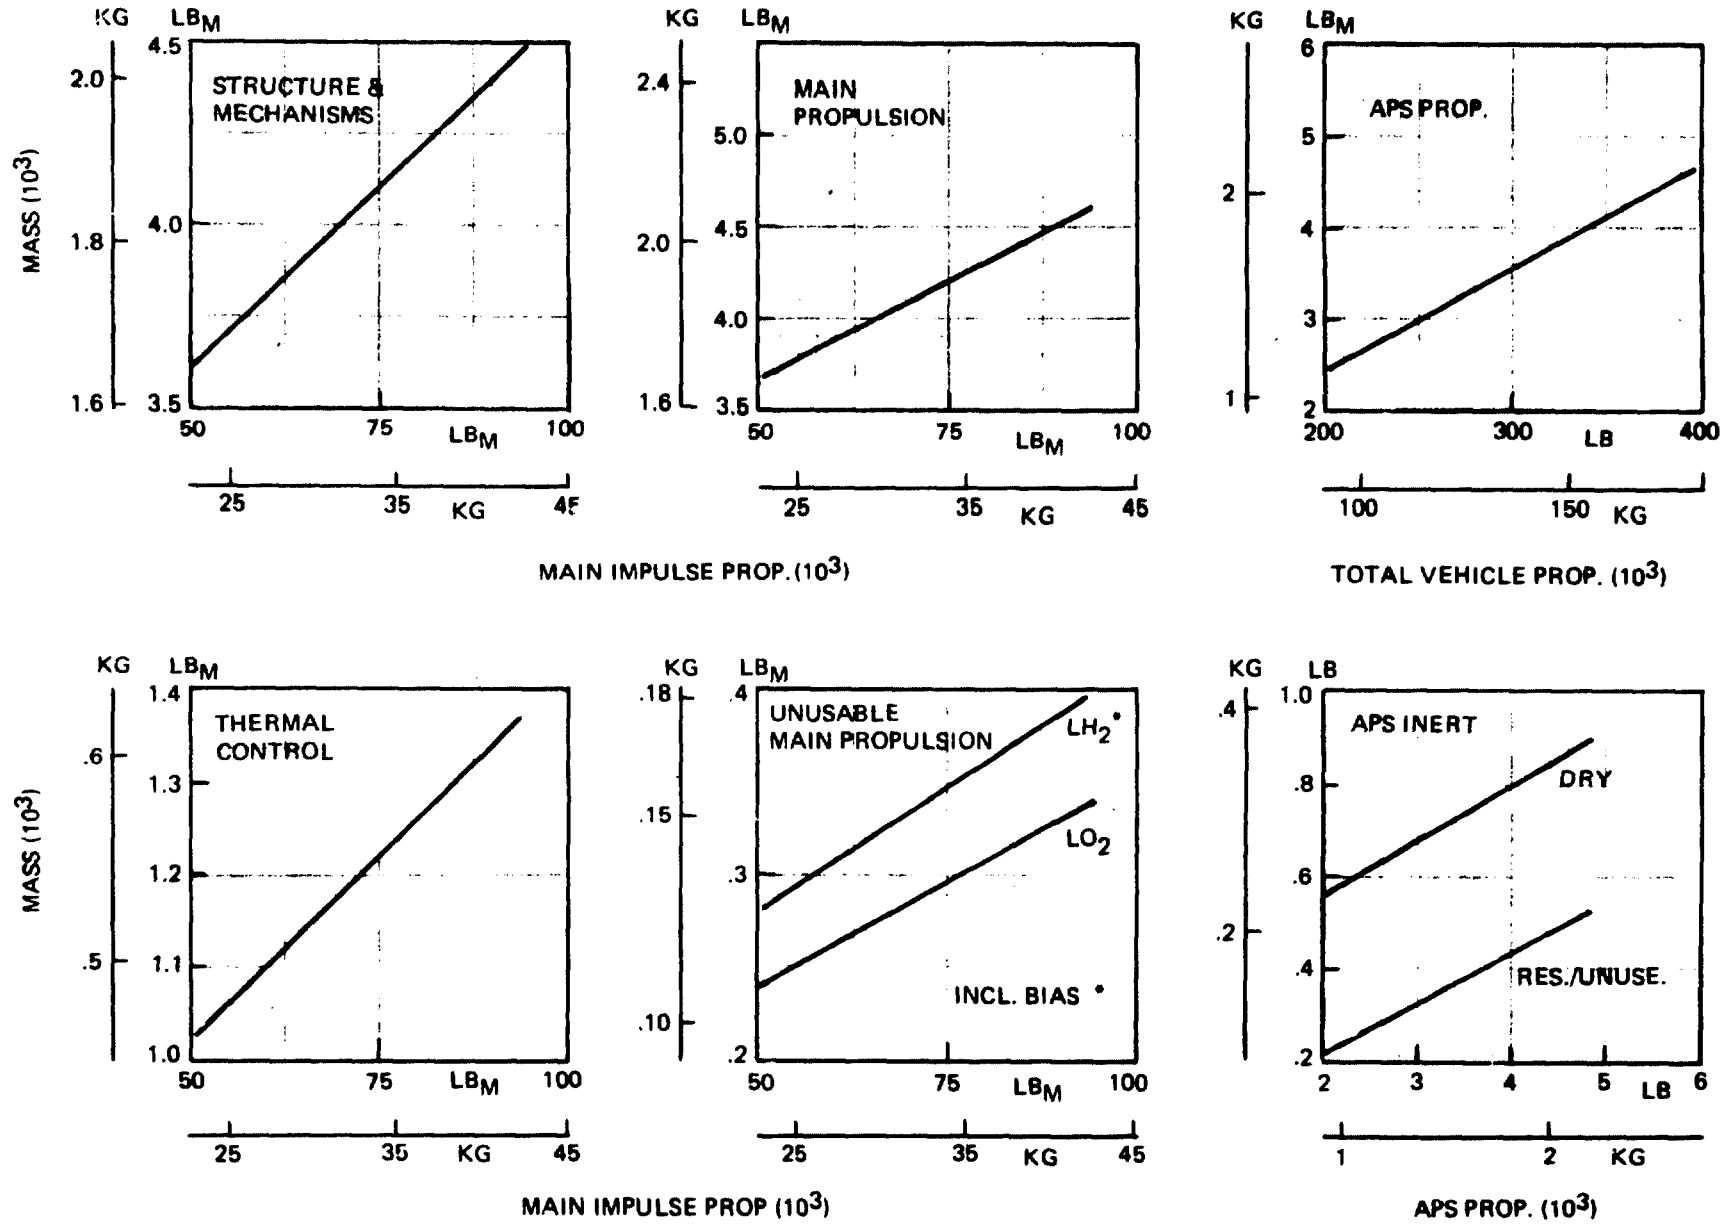 KG LBM
4.5
2.0
STRUCTURE &
MECHANISMS
4.0
1.8
1.6
3.5
50 75 LBM 100
25 35 KG 45
MASS (10³)
KG LBM
2.4
MAIN
PROPULSION
5.0
4.5
2.0
4.0
1.6
3.5
50 75 LBM 100
25 35 KG 45
MAIN IMPULSE PROP. (10³)
KG LBM
6
APS PROP.
5
2
4
3
1
2
200 300 LB 400
100 150 KG
TOTAL VEHICLE PROP. (10³)
KG LBM
1.4
THERMAL
CONTROL
.6
1.3
1.2
.5
1.1
1.0
50 75 LBM 100
25 35 KG 45
MASS (10³)
KG LBM
.18 .4
UNUSABLE
MAIN PROPULSION
LH₂*
.15
LO₂
.3
INCL. BIAS *
.10
.2
50 75 LBM 100
25 35 KG 45
MAIN IMPULSE PROP (10³)
KG LB
1.0
.4
APS INERT
.8
DRY
.6
.2
.4
RES./UNUSE.
.2
2 3 4 5 LB 6
1 2 KG
APS PROP. (10³)